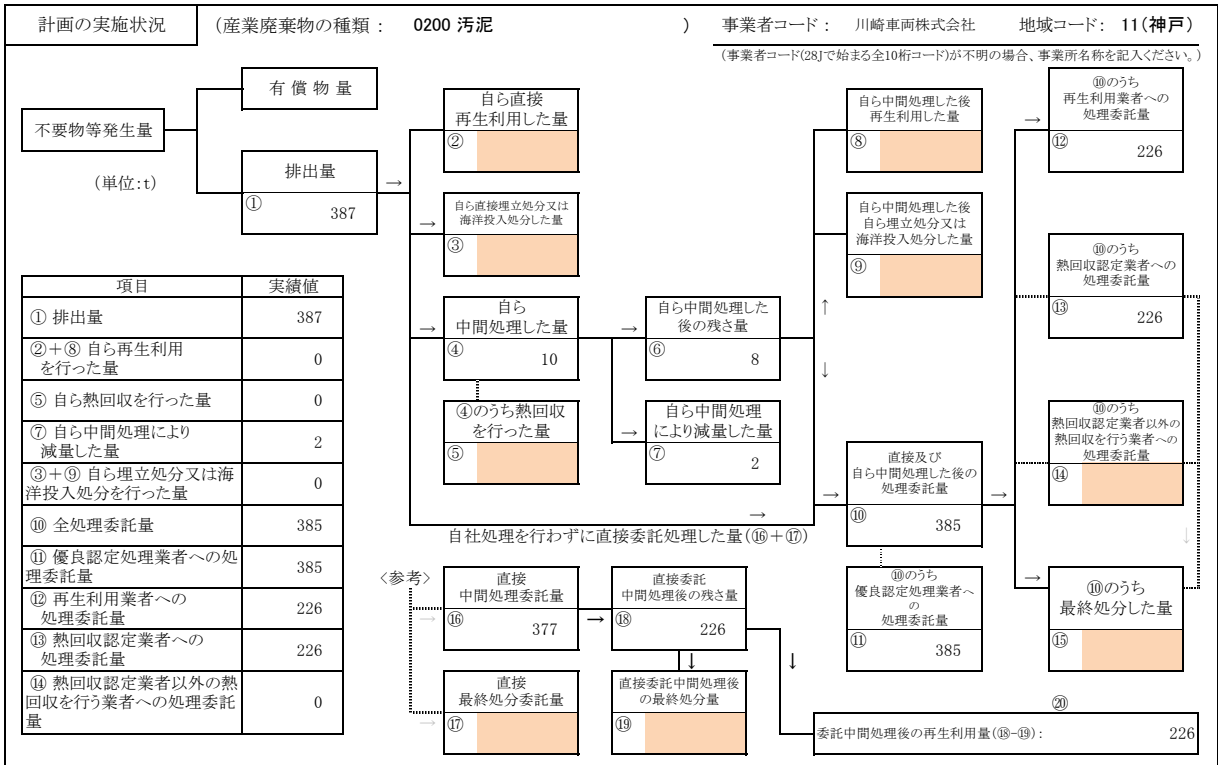 計画の実施状況
(産業廃棄物の種類： 0200 汚泥 )
事業者コード： 川崎車両株式会社 地域コード： 11(神戸)
(事業者コード(28Jで始まる全10桁コード)が不明の場合、事業所名称を記入ください。)
不要物等発生量
(単位:t)
有償物量
排出量
→
① 387
自ら直接
再生利用した量
②
→
自ら直接埋立処分又は
海洋投入処分した量
③
→
自ら
中間処理した量
④ 10
④のうち熱回収
を行った量
⑤
→
自ら中間処理した
後の残さ量
⑥ 8
→
自ら中間処理
により減量した量
⑦ 2
自ら中間処理した後
再生利用した量
⑧
自ら中間処理した後
自ら埋立処分又は
海洋投入処分した量
⑨
↑
↓
→
直接及び
自ら中間処理した後の
処理委託量
⑩ 385
→
⑩のうち
優良認定処理業者へ
の
処理委託量
⑪ 385
→
⑩のうち
再生利用業者への
処理委託量
⑫ 226
⑩のうち
熱回収認定業者への
処理委託量
⑬ 226
⑩のうち
熱回収認定業者以外の
熱回収を行う業者への
処理委託量
⑭
↓
→
⑩のうち
最終処分した量
⑮
→
自社処理を行わずに直接委託処理した量(⑯＋⑰)
〈参考〉
→
直接
中間処理委託量
⑯ 377
→
直接委託
中間処理後の残さ量
⑱ 226
→
直接
最終処分委託量
⑰
↓
直接委託中間処理後
の最終処分量
⑲
↓
⑳
委託中間処理後の再生利用量(⑱-⑲)： 226
項目 実績値
① 排出量 387
②＋⑧ 自ら再生利用
を行った量 0
⑤ 自ら熱回収を行った量 0
⑦ 自ら中間処理により
減量した量 2
③＋⑨ 自ら埋立処分又は海
洋投入処分を行った量 0
⑩ 全処理委託量 385
⑪ 優良認定処理業者への処
理委託量 385
⑫ 再生利用業者への
処理委託量 226
⑬ 熱回収認定業者への
処理委託量 226
⑭ 熱回収認定業者以外の熱
回収を行う業者への処理委託
量 0